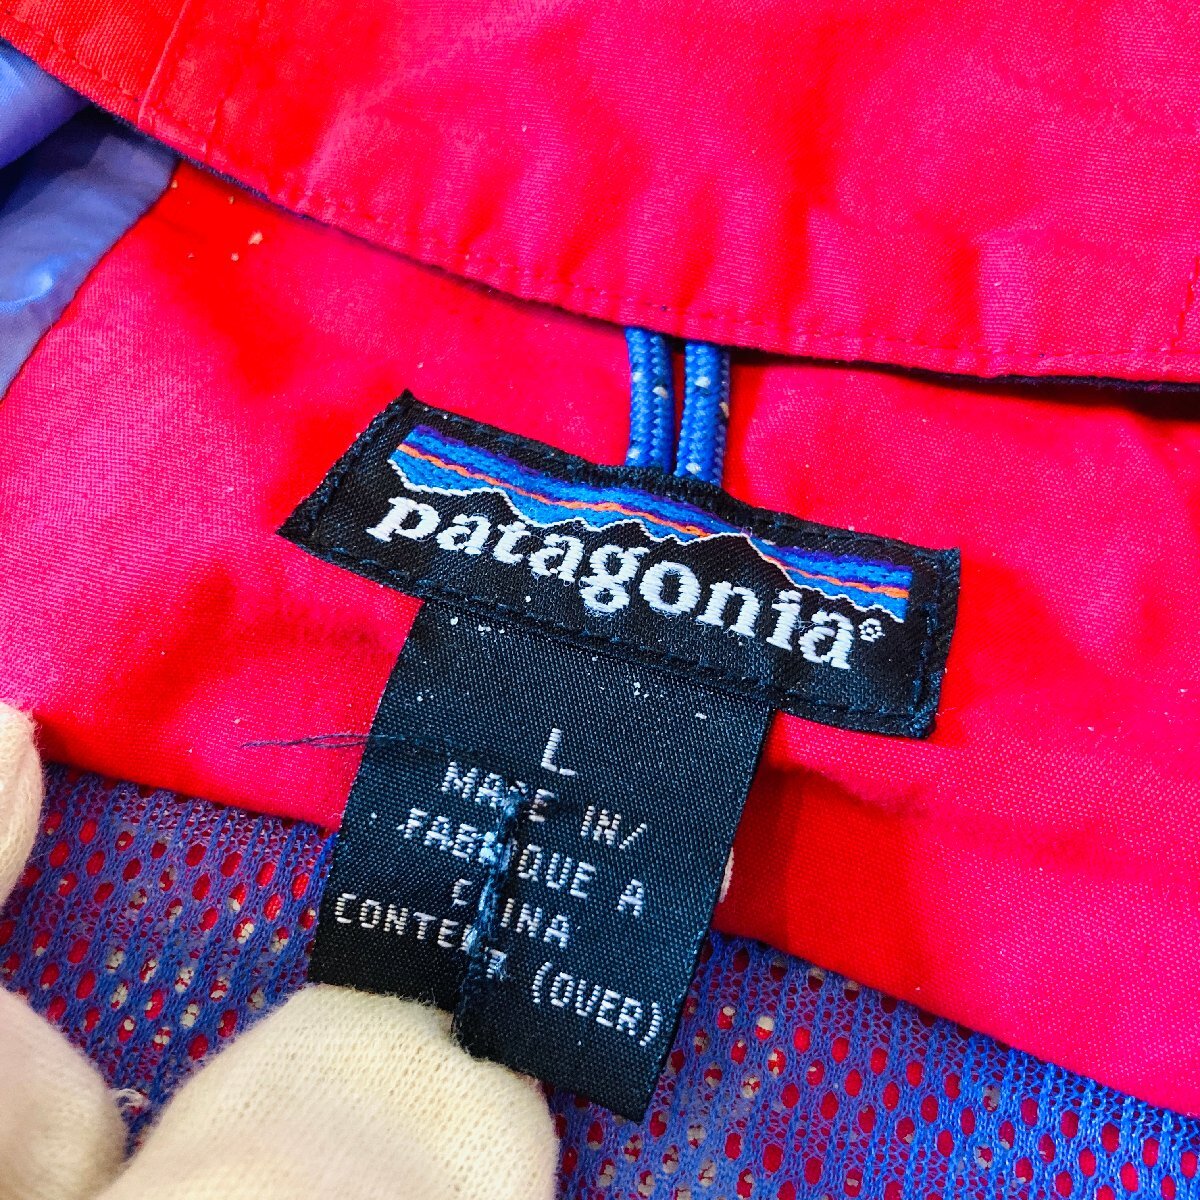 patagonia®
L
MADE IN/
FABRIQUE A
CHINA
CONTENT (OVER)